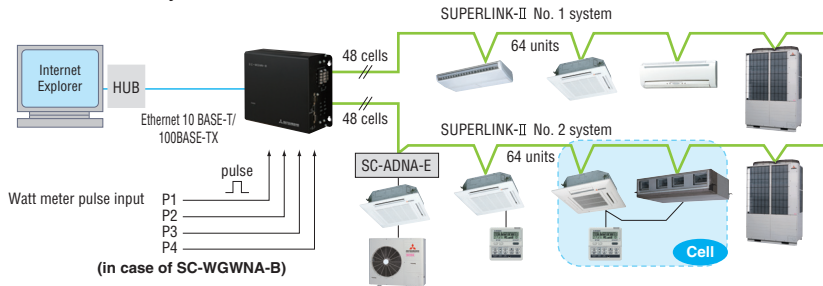 SUPERLINK-II No. 1 system
48 cells
64 units
Internet
Explorer
HUB
Ethernet 10 BASE-T/
100BASE-TX
48 cells
SUPERLINK-II No. 2 system
64 units
SC-ADNA-E
pulse
Watt meter pulse input
P1
P2
P3
P4
(in case of SC-WGWNA-B)
Cell